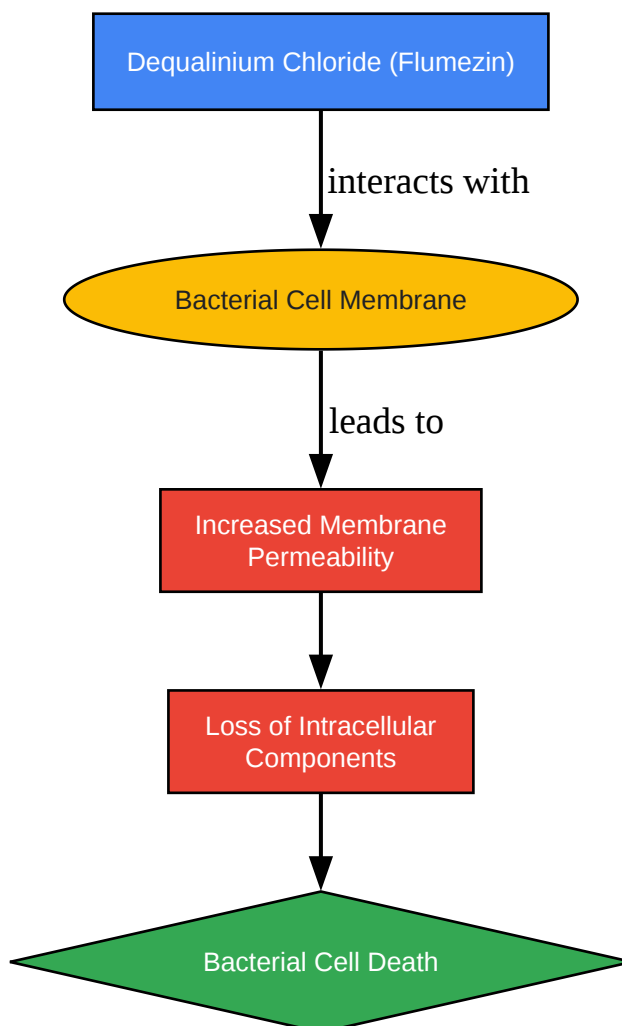 Dequalinium Chloride (Flumezin)
interacts with
Bacterial Cell Membrane
leads to
Increased Membrane
Permeability
Loss of Intracellular
Components
Bacterial Cell Death